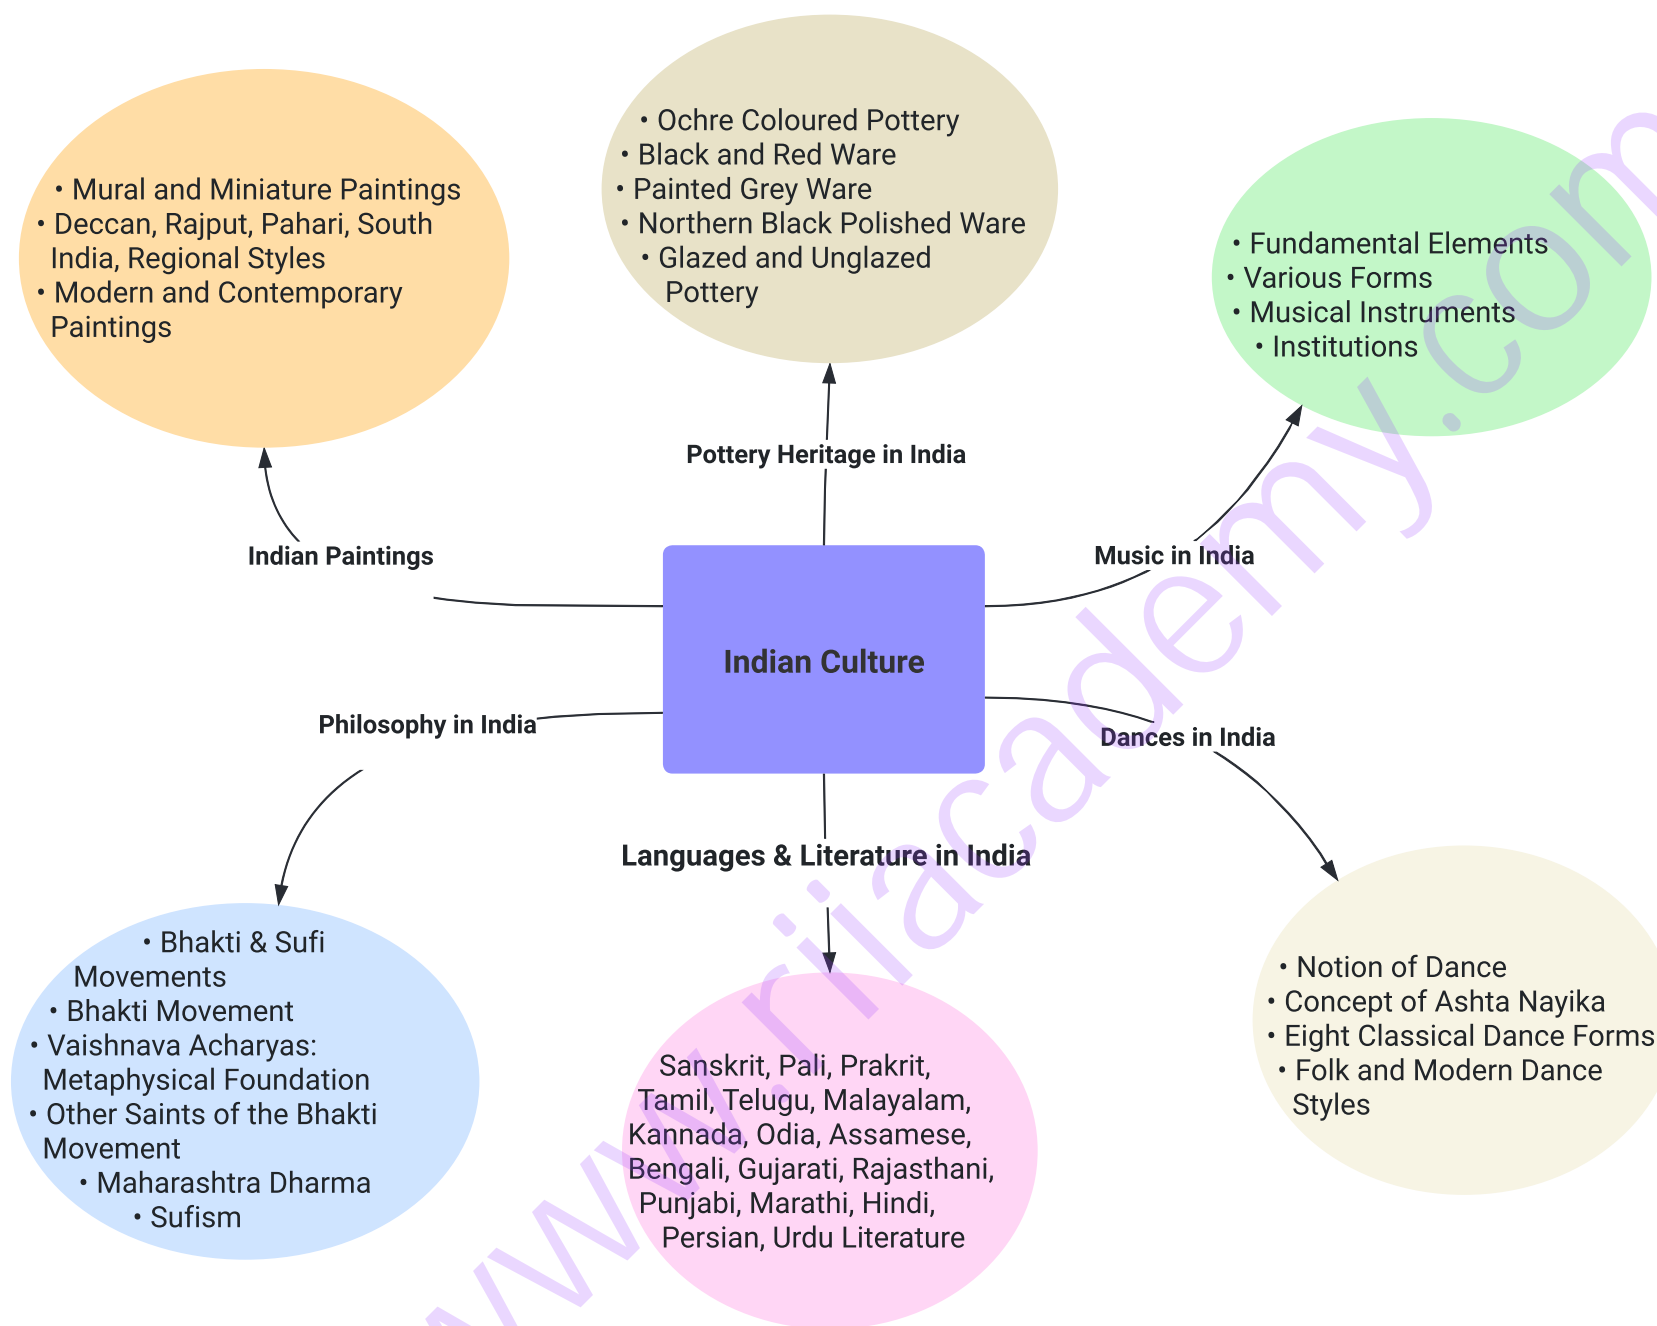 • Mural and Miniature Paintings
• Deccan, Rajput, Pahari, South
India, Regional Styles
• Modern and Contemporary
Paintings
• Ochre Coloured Pottery
• Black and Red Ware
• Painted Grey Ware
• Northern Black Polished Ware
• Glazed and Unglazed
Pottery
• Fundamental Elements
• Various Forms
• Musical Instruments
• Institutions
Pottery Heritage in India
Indian Paintings
Music in India
Indian Culture
Philosophy in India
Dances in India
Languages & Literature in India
• Bhakti & Sufi
Movements
• Bhakti Movement
• Vaishnava Acharyas:
Metaphysical Foundation
• Other Saints of the Bhakti
Movement
• Maharashtra Dharma
• Sufism
Sanskrit, Pali, Prakrit,
Tamil, Telugu, Malayalam,
Kannada, Odia, Assamese,
Bengali, Gujarati, Rajasthani,
Punjabi, Marathi, Hindi,
Persian, Urdu Literature
• Notion of Dance
• Concept of Ashta Nayika
• Eight Classical Dance Forms
• Folk and Modern Dance
Styles